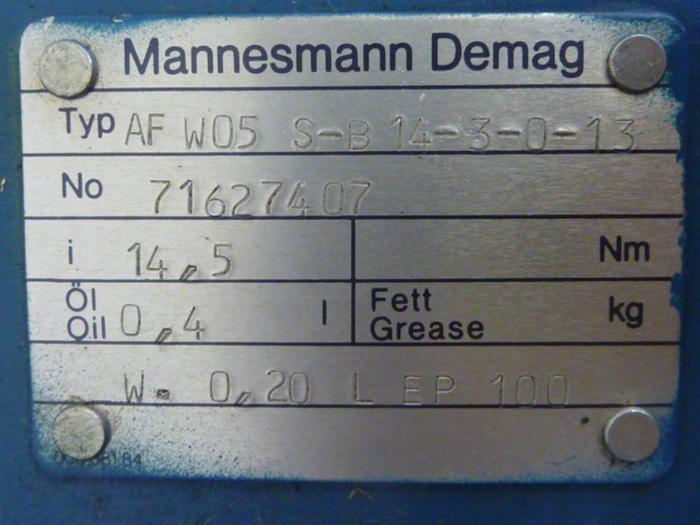 Mannesmann Demag
Typ AF W05 S-B 14-3-0-13
No 71627407
i 14,5 Nm
Öl Oil 0,4 l Fett Grease kg
W. 0,20 L EP 100